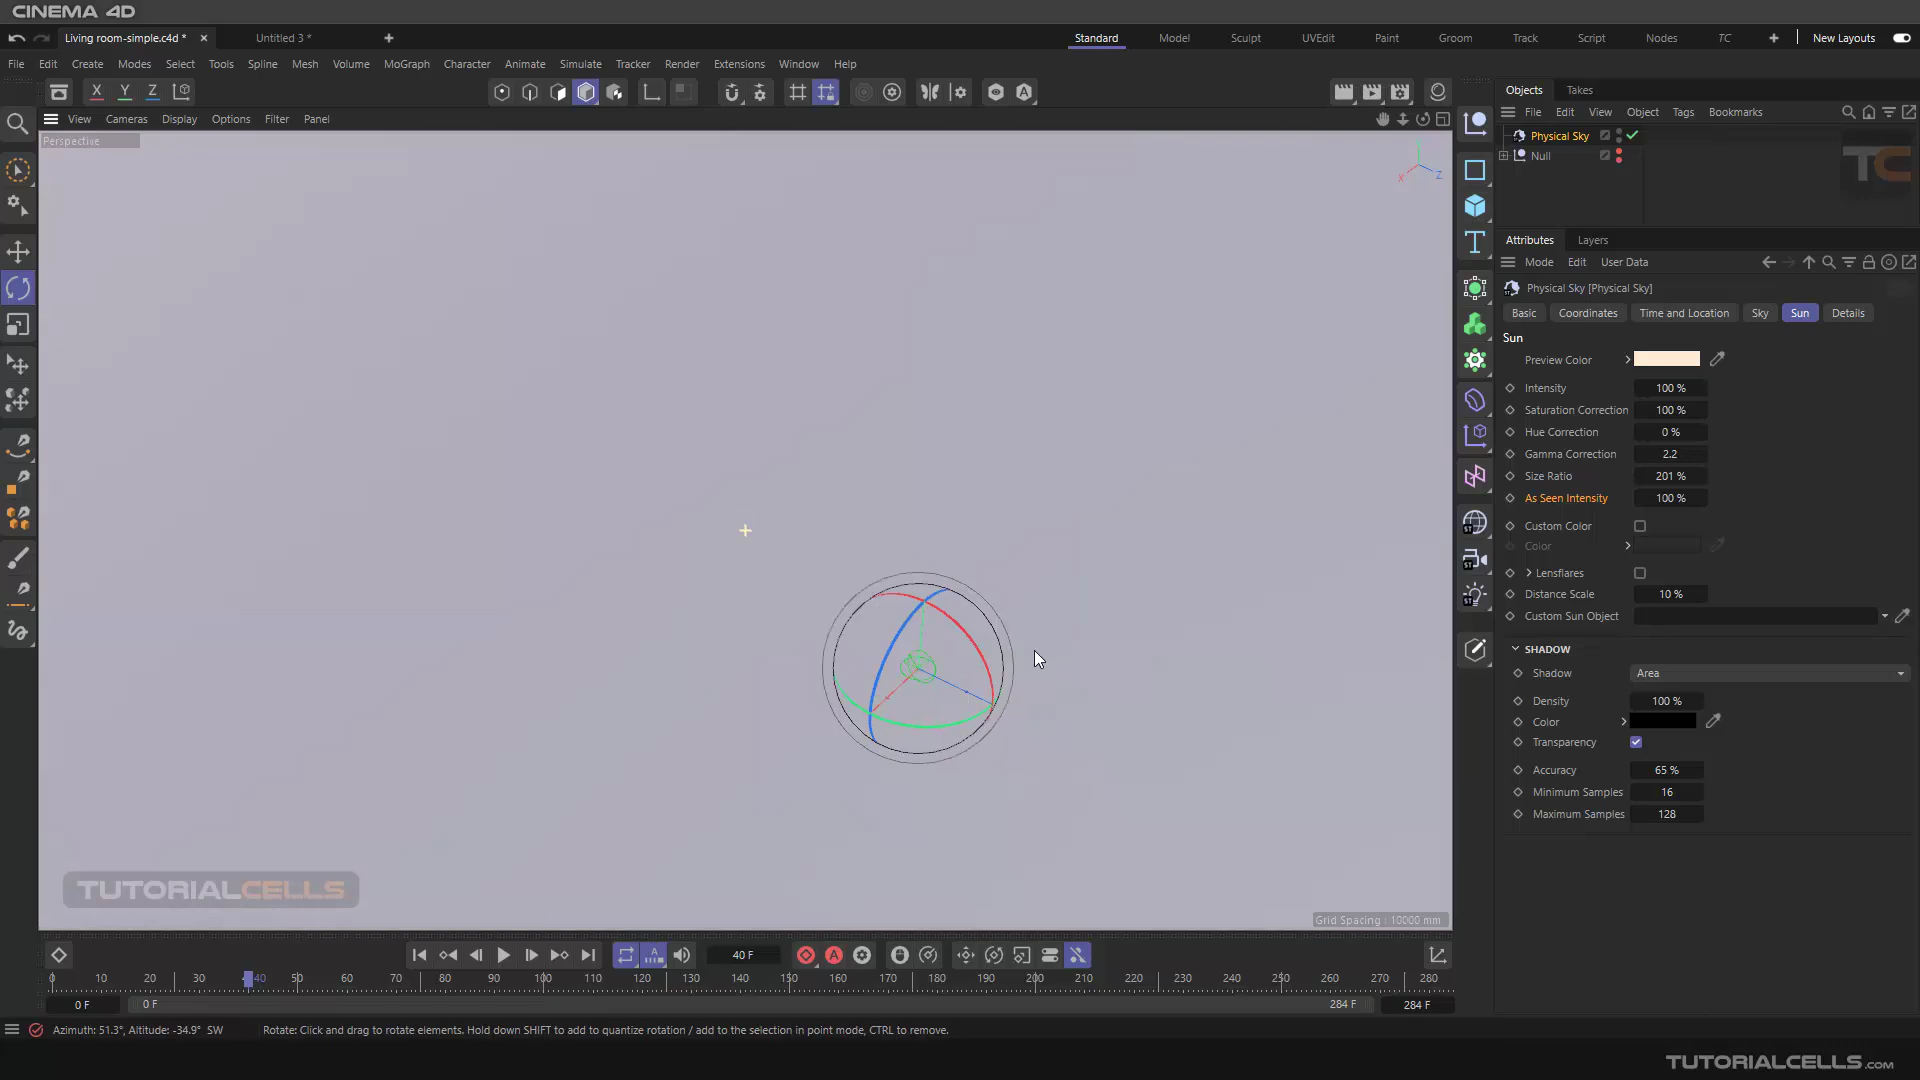 CINEMA 4D
Living room-simple.c4d *
Untitled 3 *
Standard
Model
Sculpt
UVEdit
Paint
Groom
Track
Script
Nodes
TC
New Layouts
File
Edit
Create
Modes
Select
Tools
Spline
Mesh
Volume
MoGraph
Character
Animate
Simulate
Tracker
Render
Extensions
Window
Help
X
Y
Z
Objects
Takes
View
Cameras
Display
Options
Filter
Panel
File
Edit
View
Object
Tags
Bookmarks
Perspective
Physical Sky
Null
TC
X
Z
Attributes
Layers
Mode
Edit
User Data
Physical Sky [Physical Sky]
Basic
Coordinates
Time and Location
Sky
Sun
Details
Sun
Preview Color
Intensity 100 %
Saturation Correction 100 %
Hue Correction 0 %
Gamma Correction 2.2
Size Ratio 201 %
As Seen Intensity 100 %
Custom Color
Color
Lensflares
Distance Scale 10 %
Custom Sun Object
SHADOW
Shadow Area
Density 100 %
Color
Transparency
Accuracy 65 %
Minimum Samples 16
Maximum Samples 128
TUTORIALCELLS
Grid Spacing : 10000 mm
40 F
0 10 20 30 40 50 60 70 80 90 100 110 120 130 140 150 160 170 180 190 200 210 220 230 240 250 260 270 280
0 F
0 F
284 F
284 F
Azimuth: 51.3°, Altitude: -34.9° SW
Rotate: Click and drag to rotate elements. Hold down SHIFT to add to quantize rotation / add to the selection in point mode, CTRL to remove.
TUTORIALCELLS.COM